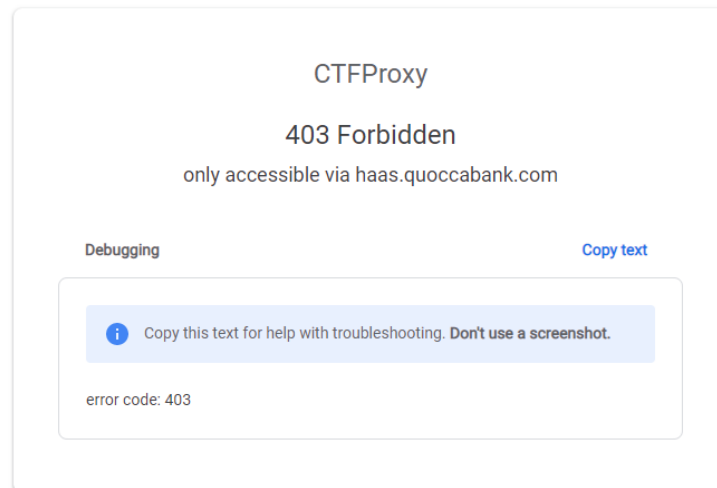 CTFProxy
403 Forbidden
only accessible via haas.quoccabank.com
Debugging Copy text
Copy this text for help with troubleshooting. Don't use a screenshot.
error code: 403